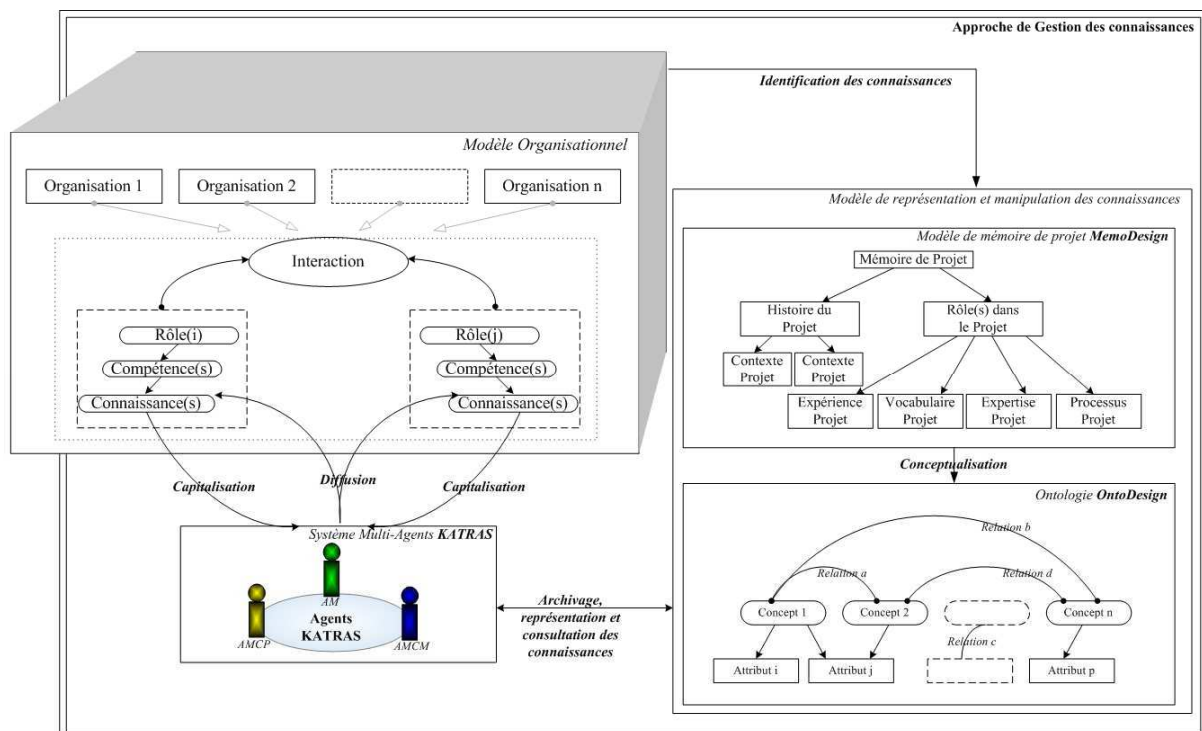 Approche de Gestion des connaissances
Identification des connaissances
Modèle Organisationnel
Organisation 1
Organisation 2
Organisation n
Interaction
Rôle(i)
Compétence(s)
Connaissance(s)
Rôle(j)
Compétence(s)
Connaissance(s)
Capitalisation
Diffusion
Capitalisation
Système Multi-Agents KATRAS
AM
Agents
KATRAS
AMCP
AMCM
Archivage,
représentation et
consultation des
connaissances
Modèle de représentation et manipulation des connaissances
Modèle de mémoire de projet MemoDesign
Mémoire de Projet
Histoire du
Projet
Rôle(s) dans
le Projet
Contexte
Projet
Contexte
Projet
Expérience
Projet
Vocabulaire
Projet
Expertise
Projet
Processus
Projet
Conceptualisation
Ontologie OntoDesign
Relation b
Relation a
Relation d
Concept 1
Concept 2
Concept n
Relation c
Attribut i
Attribut j
Attribut p